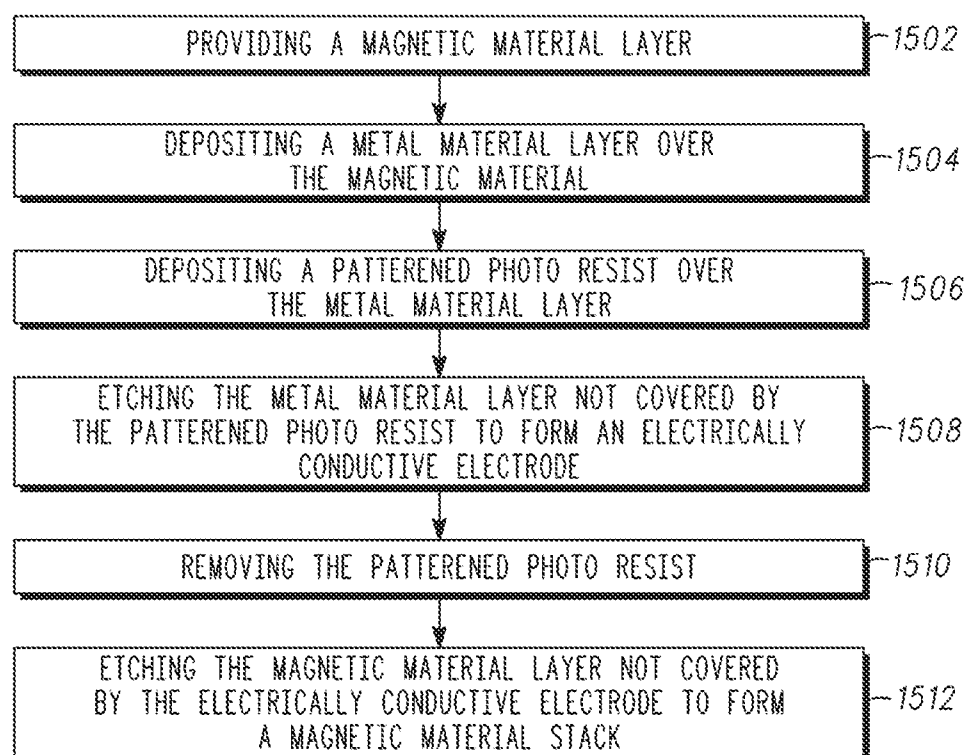 PROVIDING A MAGNETIC MATERIAL LAYER
1502
DEPOSITING A METAL MATERIAL LAYER OVER
THE MAGNETIC MATERIAL
1504
DEPOSITING A PATTERENED PHOTO RESIST OVER
THE METAL MATERIAL LAYER
1506
ETCHING THE METAL MATERIAL LAYER NOT COVERED BY
THE PATTERENED PHOTO RESIST TO FORM AN ELECTRICALLY
CONDUCTIVE ELECTRODE
1508
REMOVING THE PATTERENED PHOTO RESIST
1510
ETCHING THE MAGNETIC MATERIAL LAYER NOT COVERED
BY THE ELECTRICALLY CONDUCTIVE ELECTRODE TO FORM
A MAGNETIC MATERIAL STACK
1512